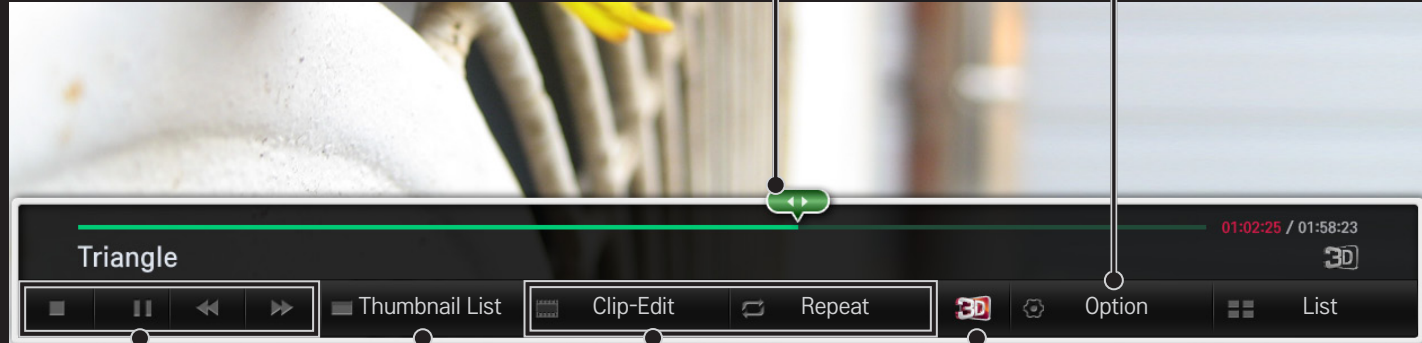 01:02:25 / 01:58:23
Triangle
3D
Thumbnail List Clip-Edit Repeat 3D Option List